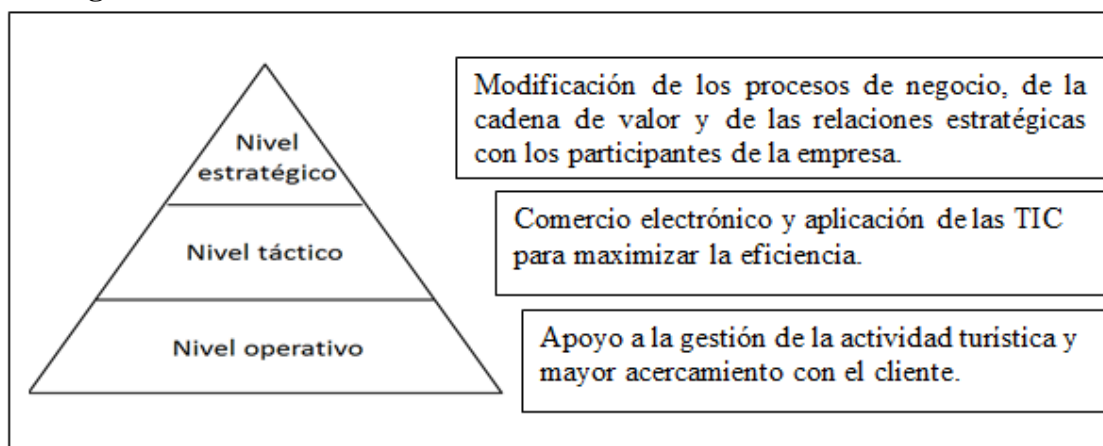 Nivel
estratégico
Modificación de los procesos de negocio, de la
cadena de valor y de las relaciones estratégicas
con los participantes de la empresa.
Nivel táctico
Comercio electrónico y aplicación de las TIC
para maximizar la eficiencia.
Nivel operativo
Apoyo a la gestión de la actividad turística y
mayor acercamiento con el cliente.